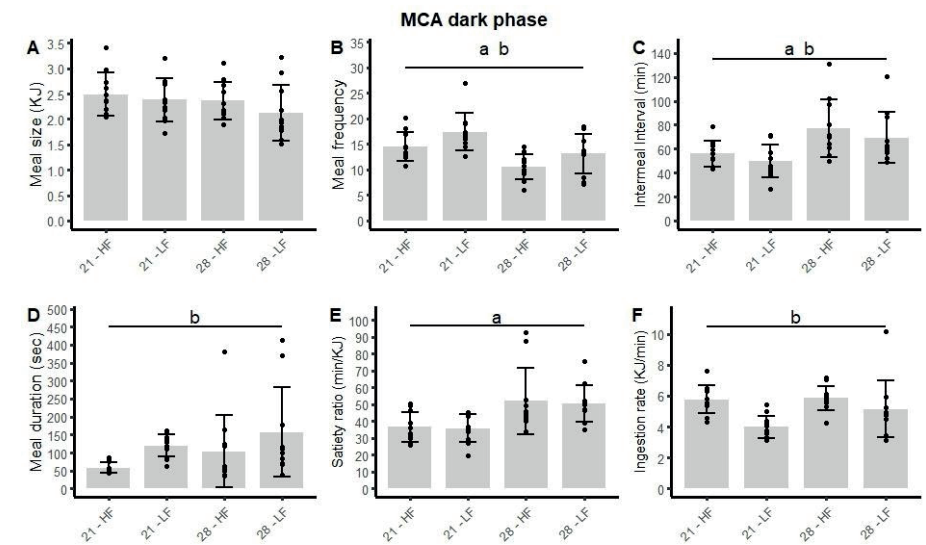 MCA dark phase
A
Meal size (KJ)
3.5
3.0
2.5
2.0
1.5
1.0
0.5
0.0
21 - HF
21 - LF
28 - HF
28 - LF
B
a b
Meal frequency
35
30
25
20
15
10
5
0
21 - HF
21 - LF
28 - HF
28 - LF
C
a b
Intermeal Interval (min)
140
120
100
80
60
40
20
0
21 - HF
21 - LF
28 - HF
28 - LF
D
b
Meal duration (sec)
500
450
400
350
300
250
200
150
100
50
0
21 - HF
21 - LF
28 - HF
28 - LF
E
a
Satiety ratio (min/KJ)
100
90
80
70
60
50
40
30
20
10
0
21 - HF
21 - LF
28 - HF
28 - LF
F
b
Ingestion rate (KJ/min)
10
8
6
4
2
0
21 - HF
21 - LF
28 - HF
28 - LF